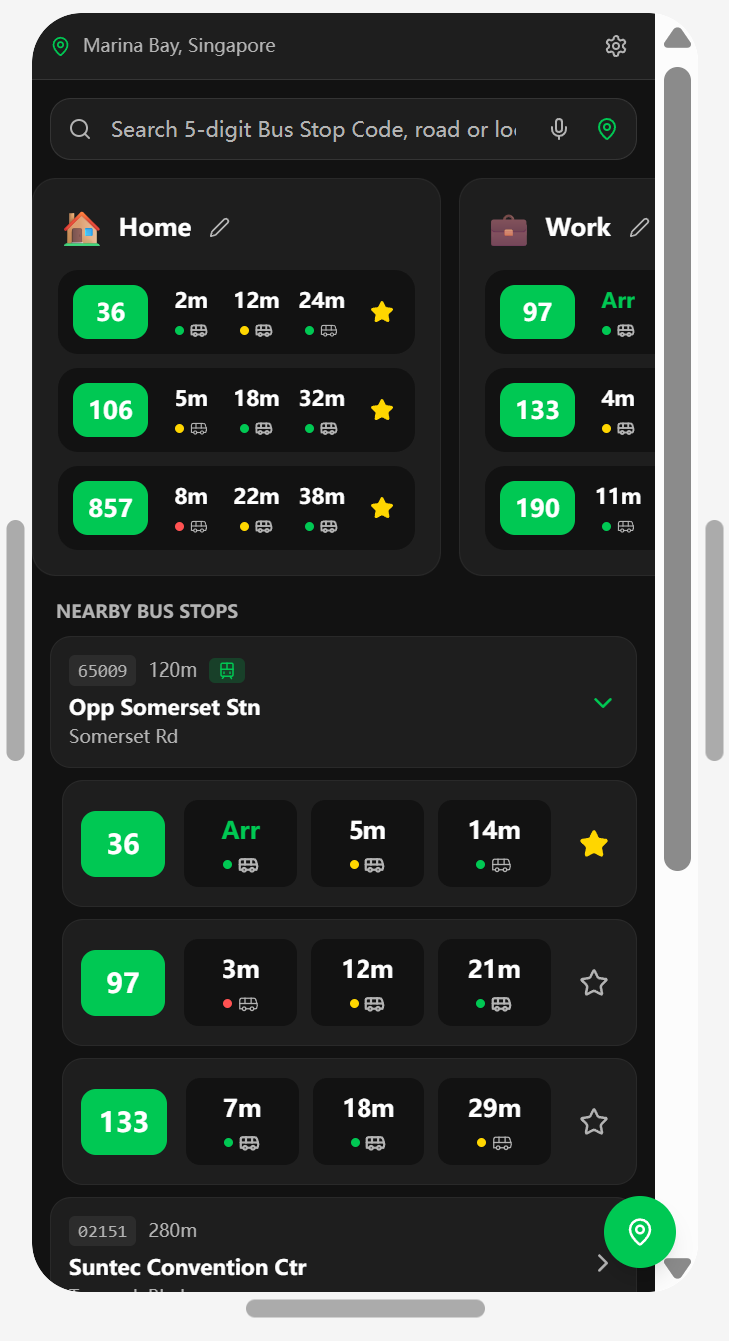 Marina Bay, Singapore
Search 5-digit Bus Stop Code, road or lo
Home
36 2m 12m 24m
106 5m 18m 32m
857 8m 22m 38m
Work
97 Arr
133 4m
190 11m
NEARBY BUS STOPS
65009 120m
Opp Somerset Stn
Somerset Rd
36 Arr 5m 14m
97 3m 12m 21m
133 7m 18m 29m
02151 280m
Suntec Convention Ctr